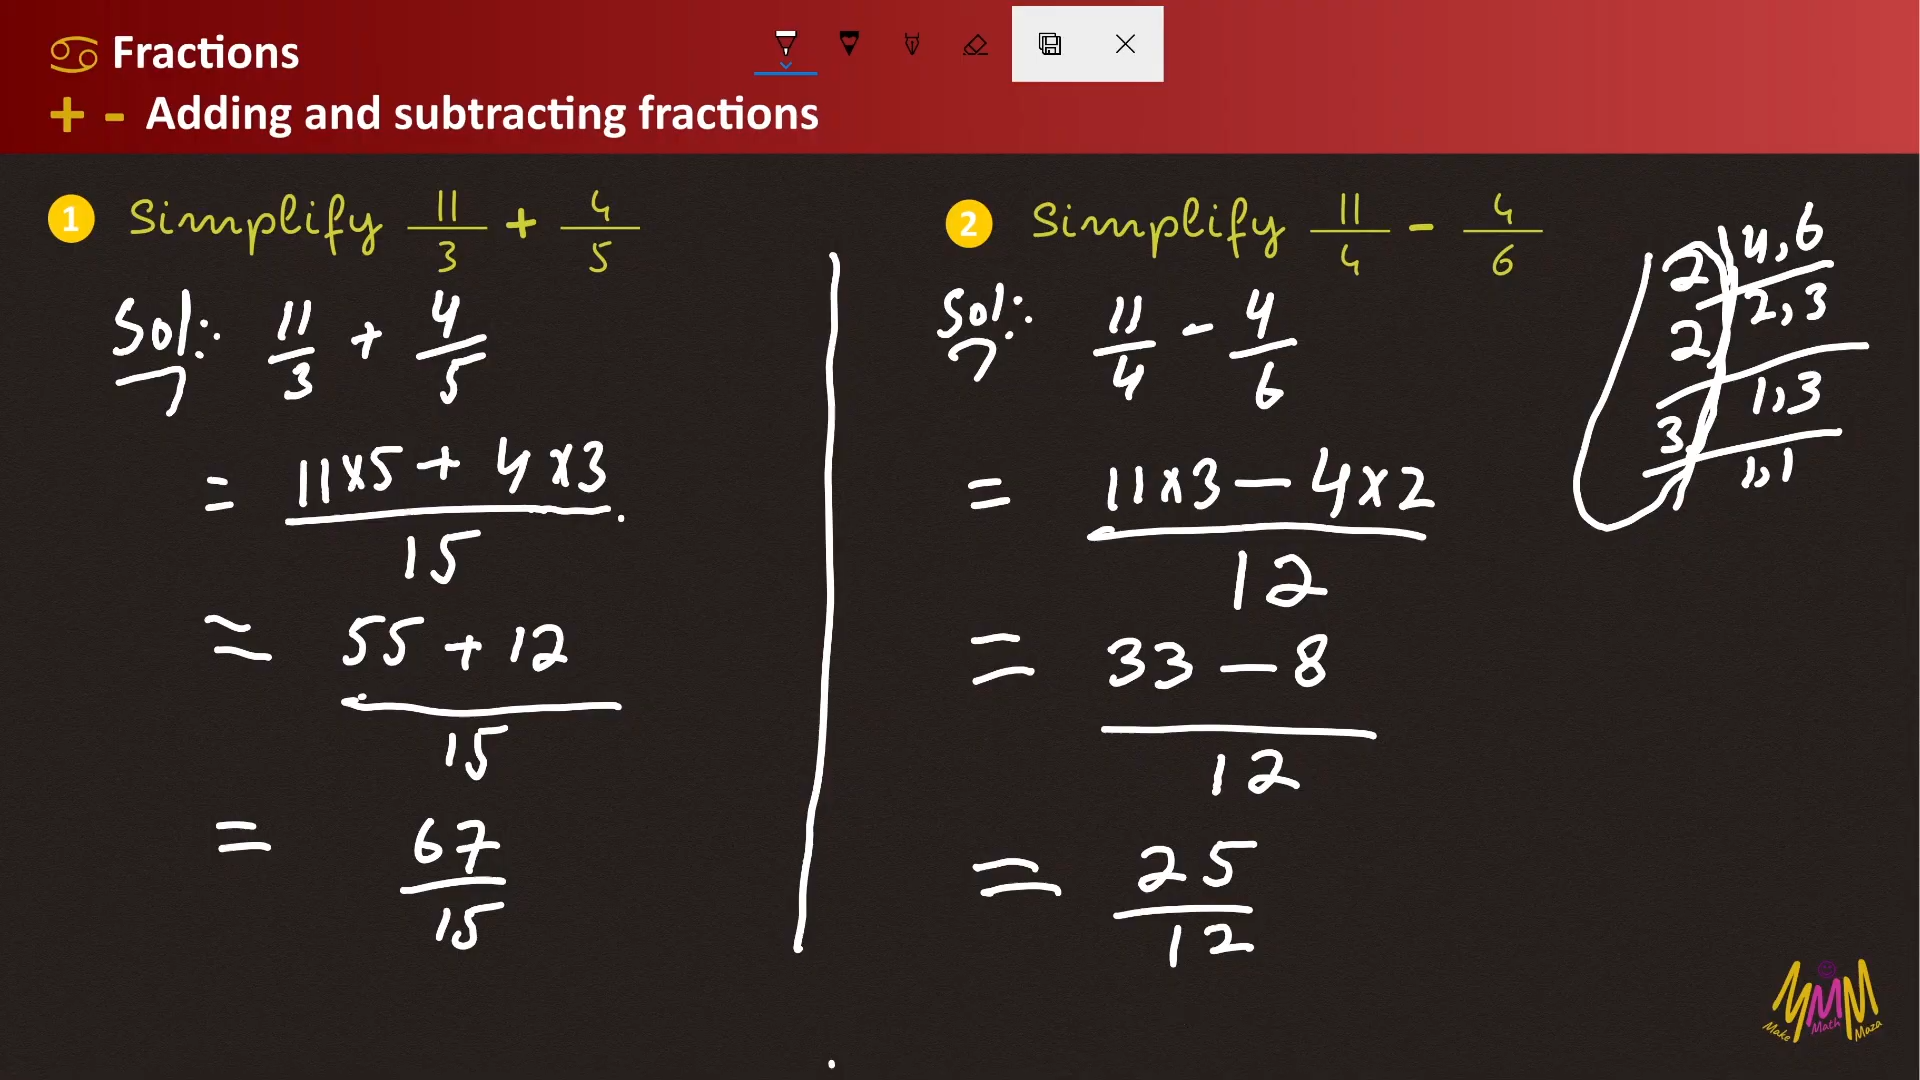 Fractions
+ - Adding and subtracting fractions
1 Simplify 11/3 + 4/5
Sol: 11/3 + 4/5
= 11×5 + 4×3 / 15
= 55 + 12 / 15
= 67/15
2 Simplify 11/4 - 4/6
Sol: 11/4 - 4/6
= 11×3 - 4×2 / 12
= 33 - 8 / 12
= 25/12
2 | 4, 6
2 | 2, 3
3 | 1, 3
1, 1
MMM
Make Math Maza